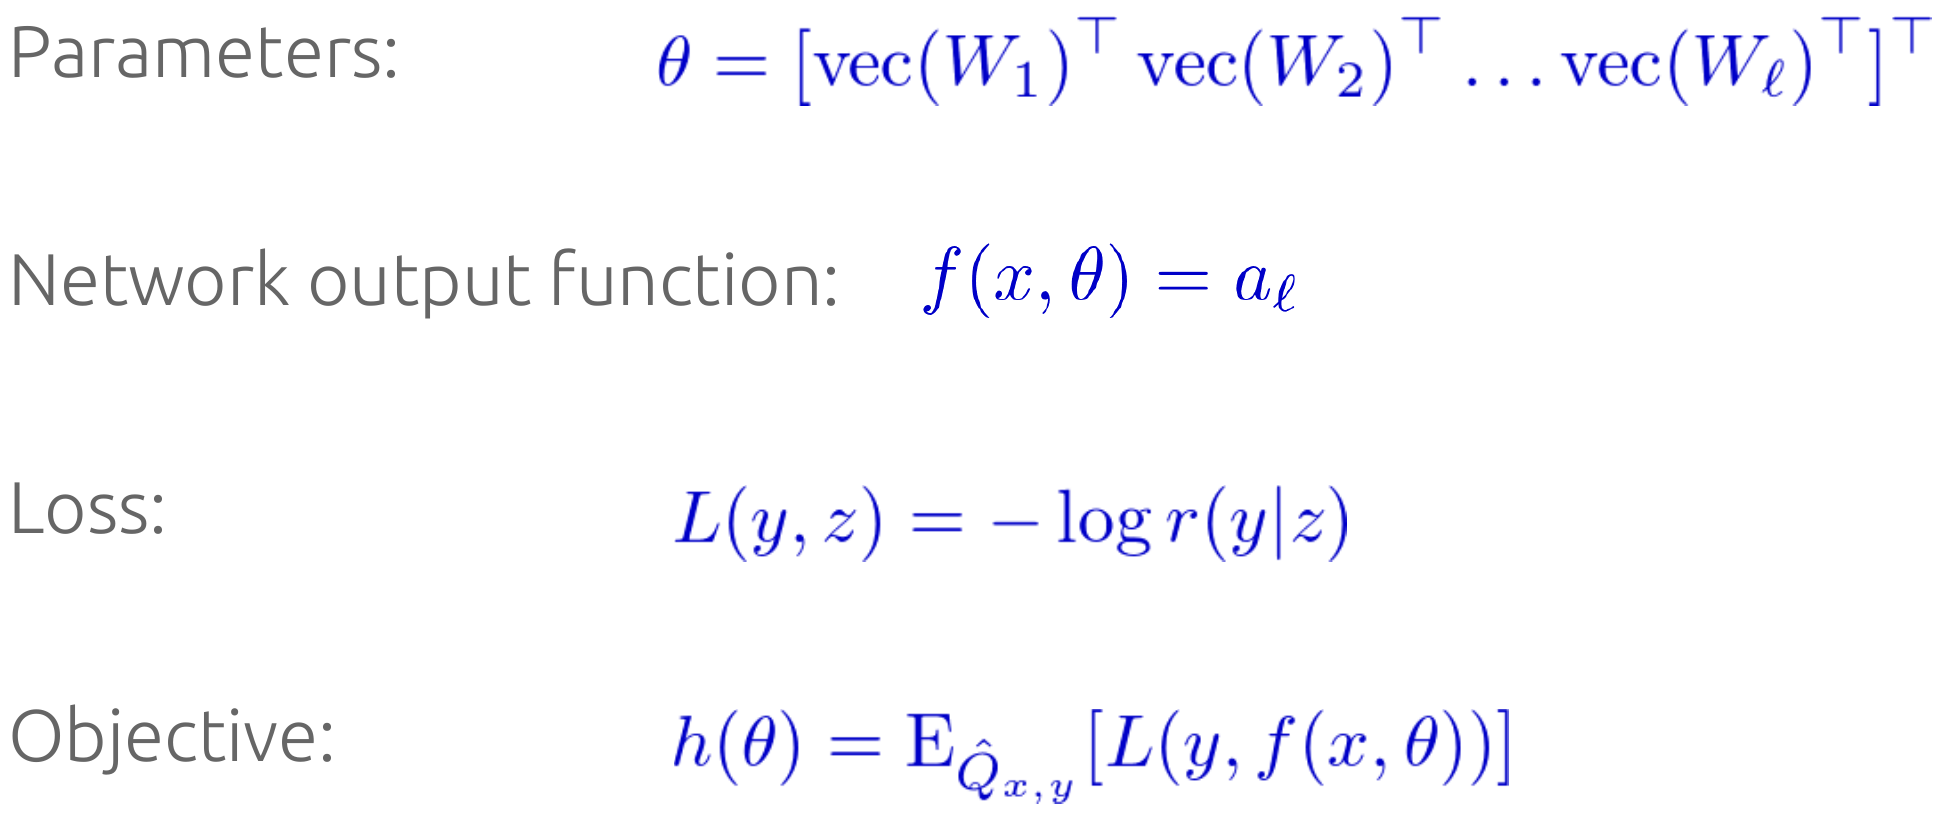 Parameters: θ = [vec(W₁)^⊤ vec(W₂)^⊤ … vec(W_ℓ)^⊤]^⊤
Network output function: f(x, θ) = a_ℓ
Loss: L(y, z) = − log r(y|z)
Objective: h(θ) = E_{Q̂_{x,y}} [L(y, f(x, θ))]